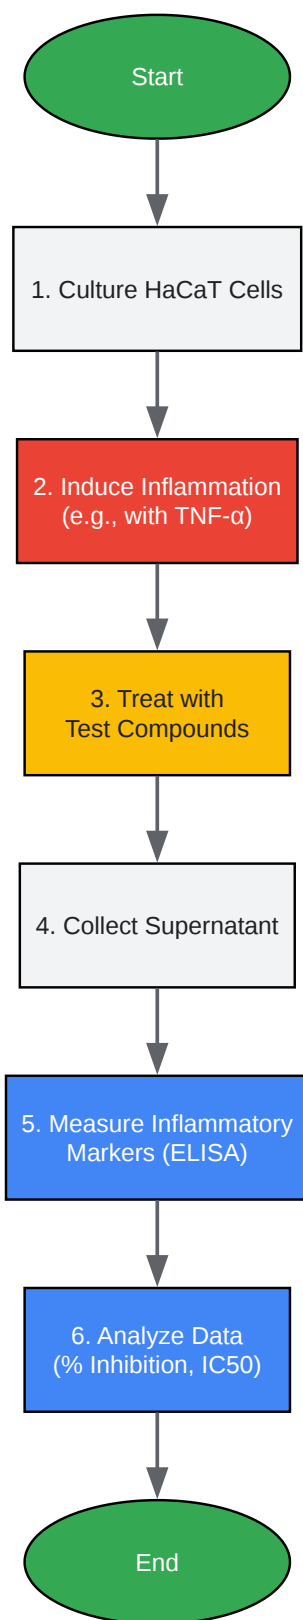 Start
1. Culture HaCaT Cells
2. Induce Inflammation
(e.g., with TNF-α)
3. Treat with
Test Compounds
4. Collect Supernatant
5. Measure Inflammatory
Markers (ELISA)
6. Analyze Data
(% Inhibition, IC50)
End